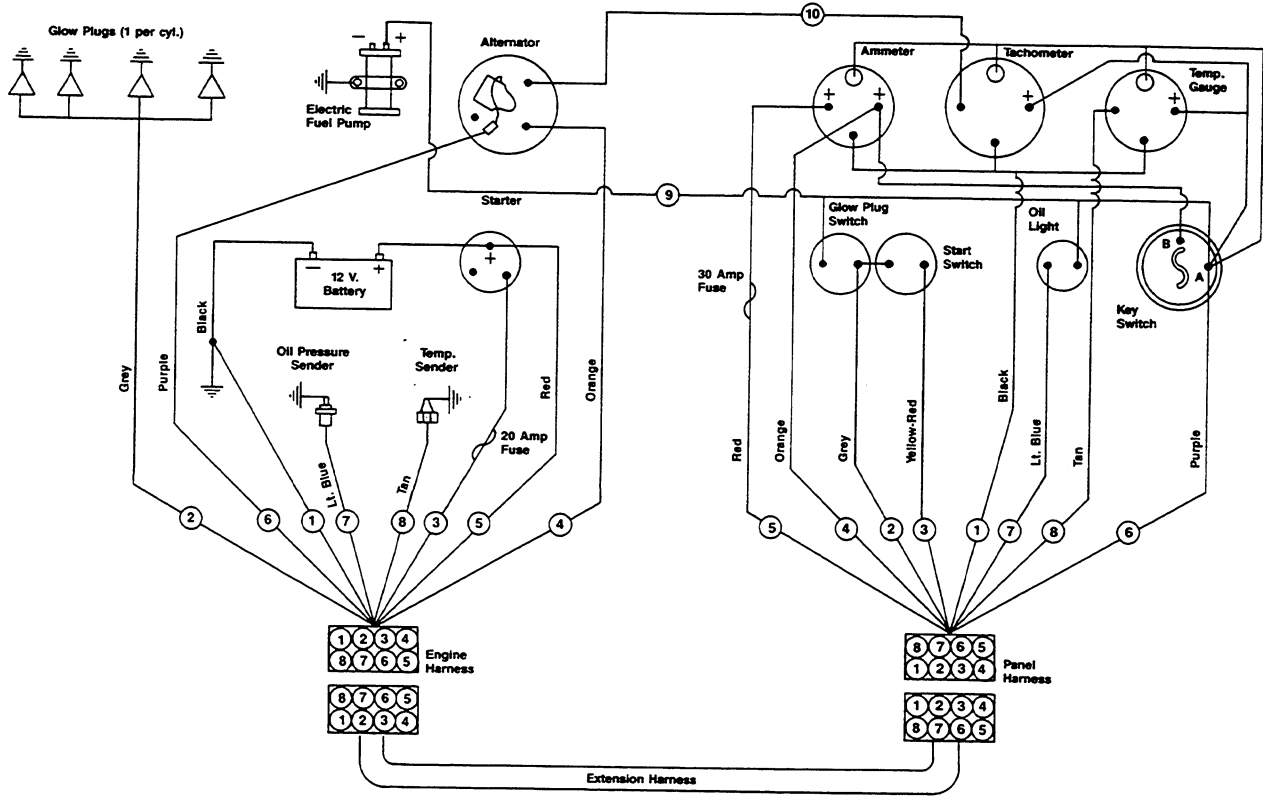 Glow Plugs (1 per cyl.)
− +
Electric
Fuel Pump
Alternator
10
Ammeter
+ +
Tachometer
+
Temp.
Gauge
+
9
Starter
+
− +
12 V.
Battery
Glow Plug
Switch
Start
Switch
Oil
Light
B
A
Key
Switch
30 Amp
Fuse
Black
Grey
Purple
Oil Pressure
Sender
Temp.
Sender
Red
Orange
20 Amp
Fuse
Lt. Blue
Tan
Red
Orange
Grey
Yellow-Red
Black
Lt. Blue
Tan
Purple
2 6 1 7 8 3 5 4
5 4 2 3 1 7 8 6
1 2 3 4
8 7 6 5
Engine
Harness
8 7 6 5
1 2 3 4
8 7 6 5
1 2 3 4
Panel
Harness
1 2 3 4
8 7 6 5
Extension Harness